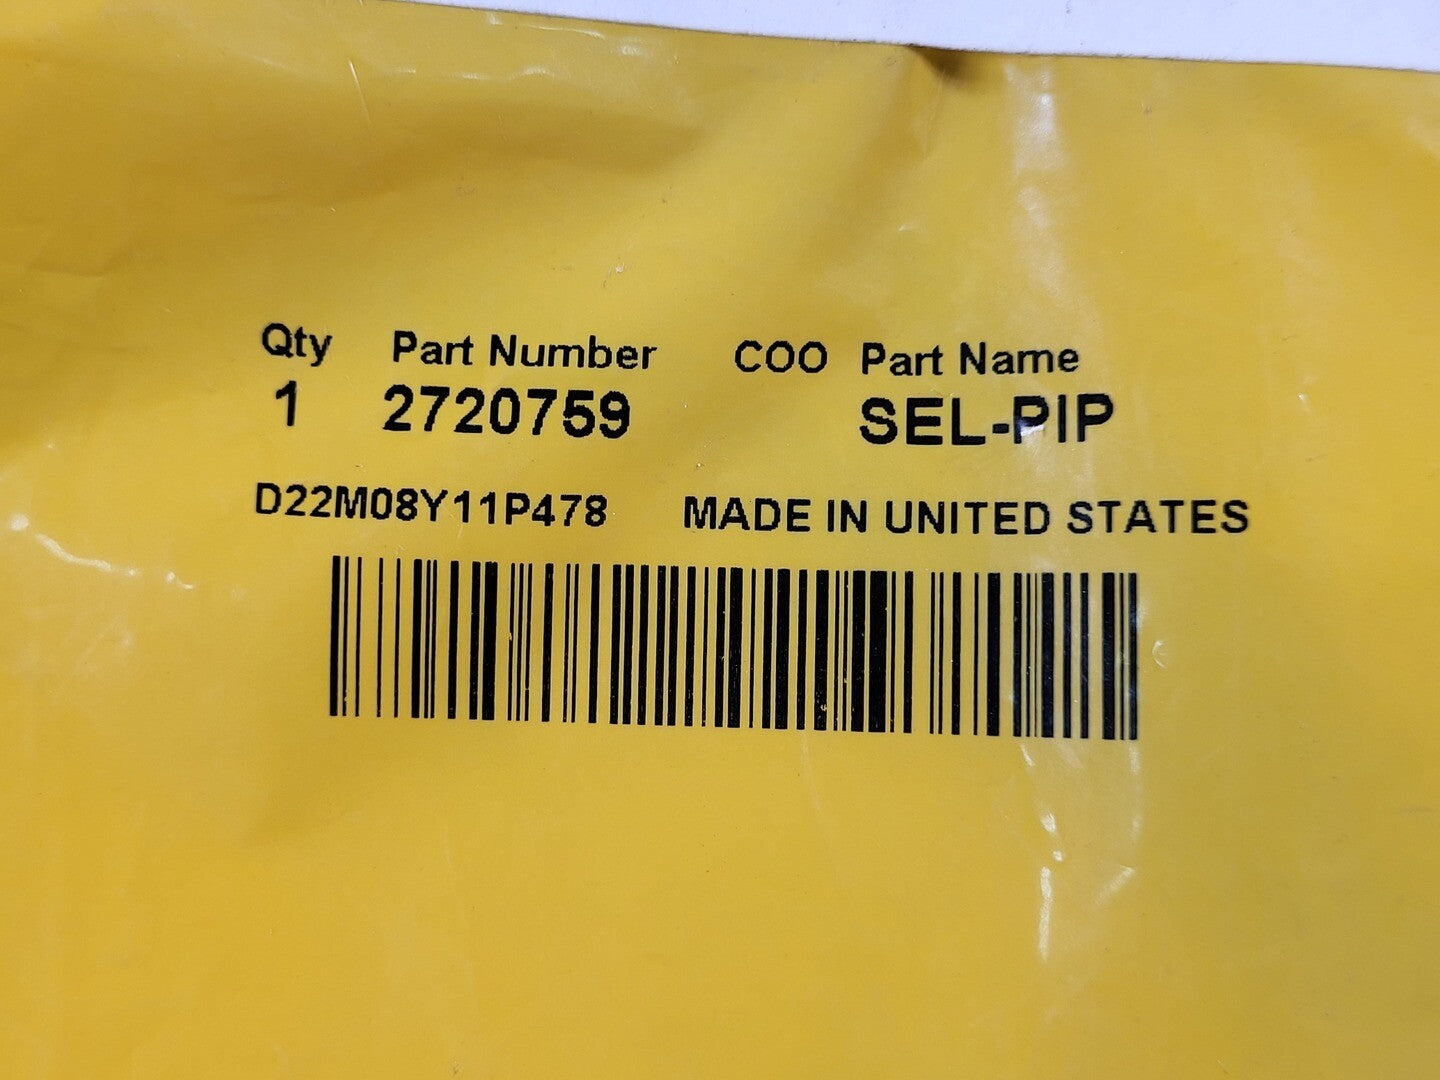 Qty Part Number COO Part Name
1 2720759 SEL-PIP
D22M08Y11P478 MADE IN UNITED STATES